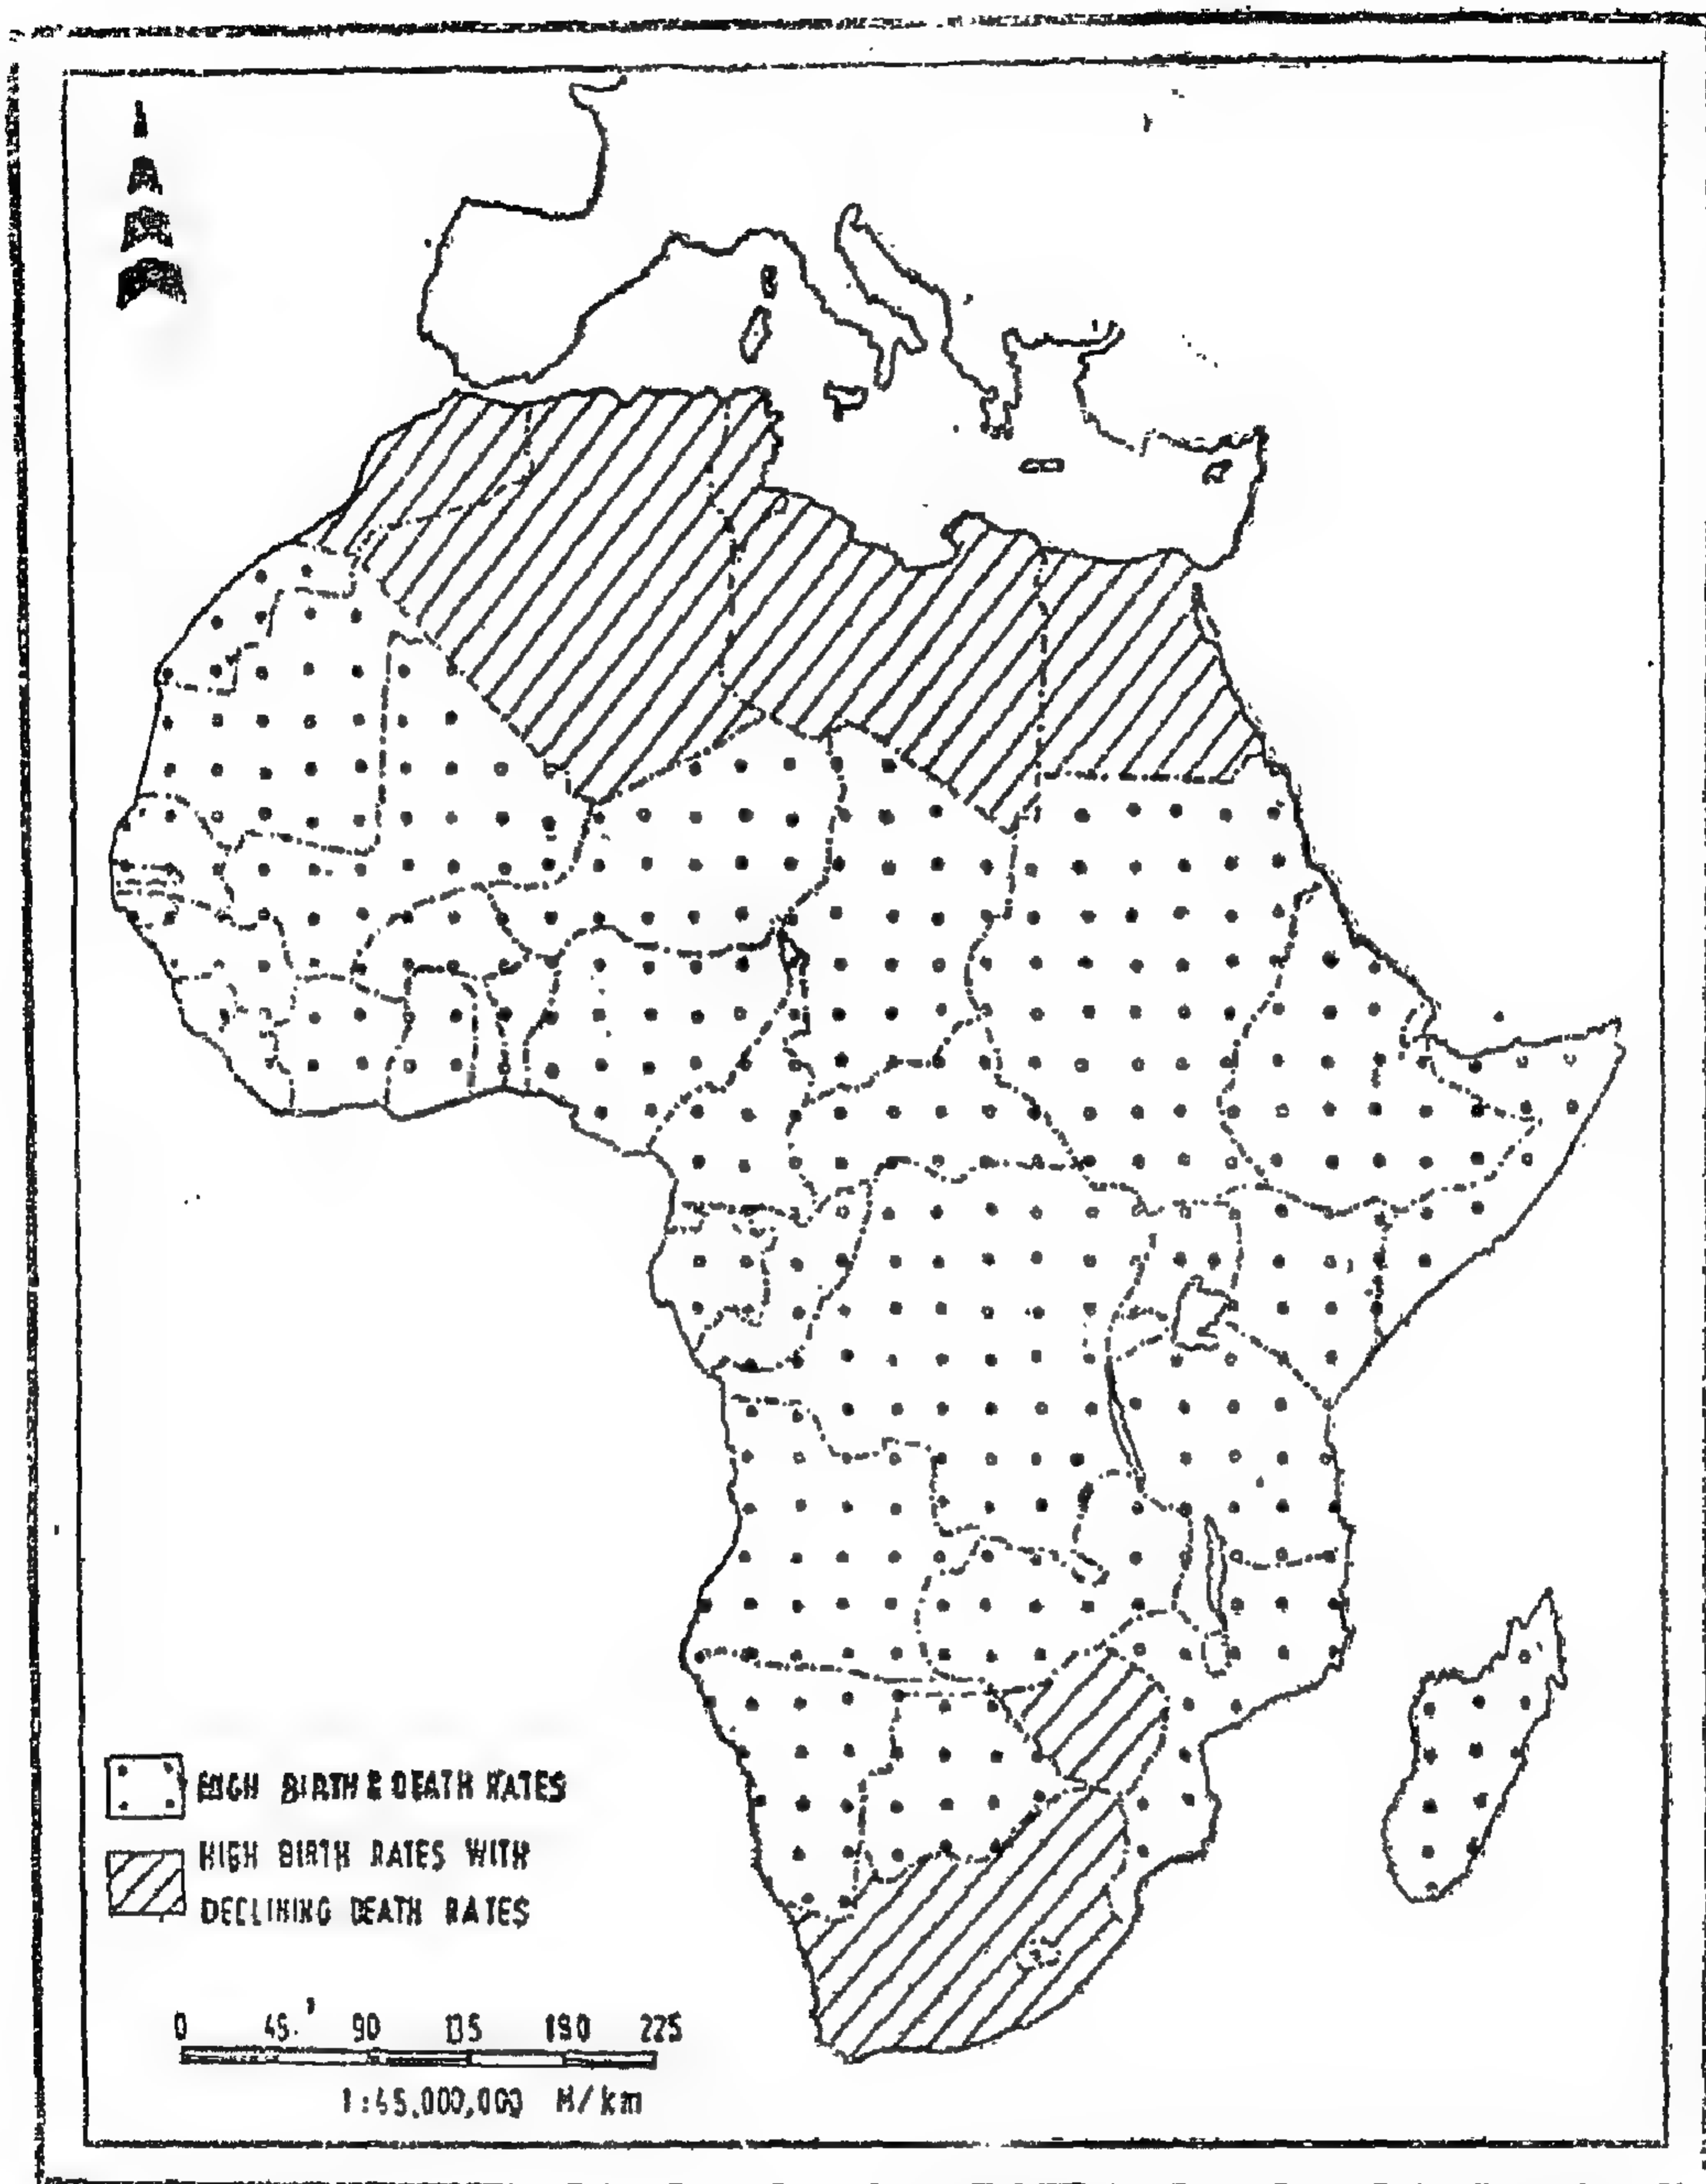 HIGH BIRTH & DEATH RATES
HIGH BIRTH RATES WITH
DECLINING DEATH RATES
0 45 90 135 180 225
1:45,000,000 M/km